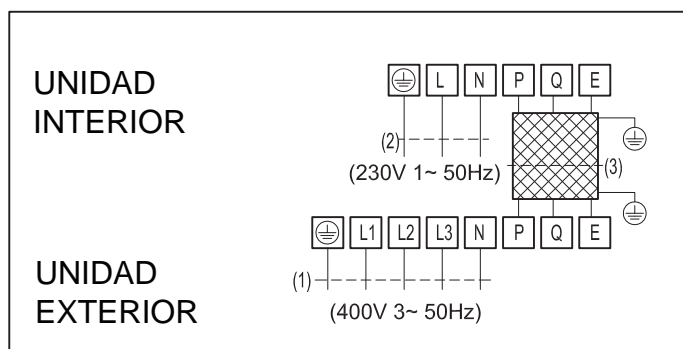 UNIDAD
INTERIOR
L N P Q E
(2)
(3)
(230V 1~ 50Hz)
L1 L2 L3 N P Q E
UNIDAD
EXTERIOR
(1)
(400V 3~ 50Hz)